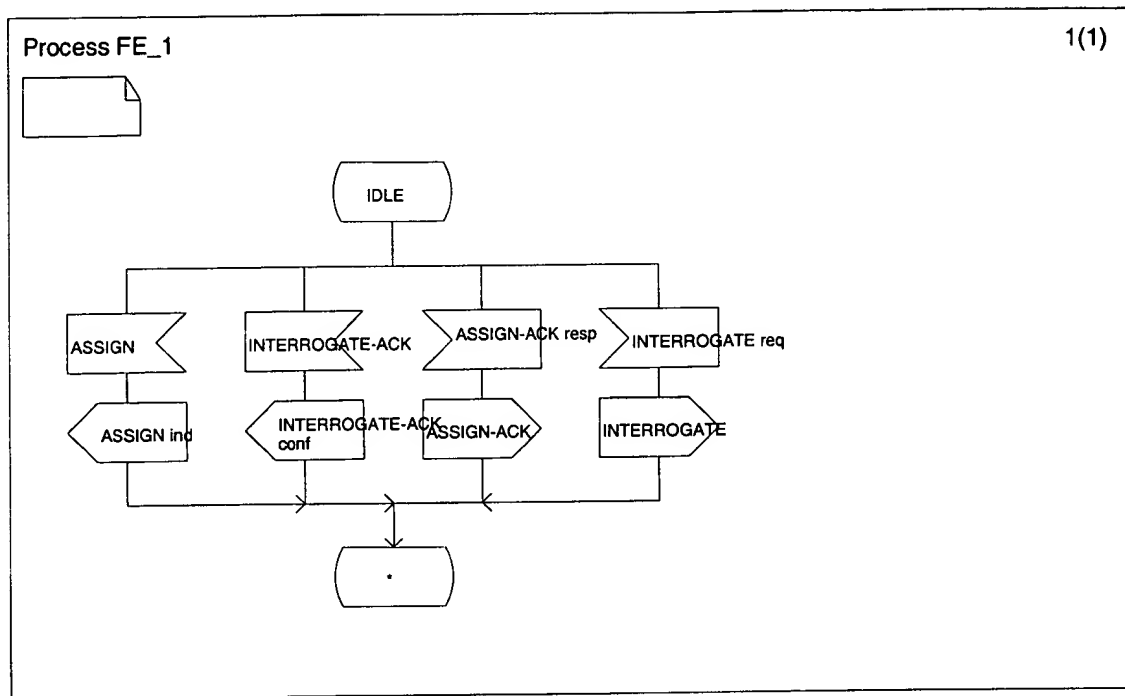 Process FE_1
1(1)
IDLE
ASSIGN
INTERROGATE-ACK
ASSIGN-ACK resp
INTERROGATE req
ASSIGN ind
INTERROGATE-ACK
conf
ASSIGN-ACK
INTERROGATE
*